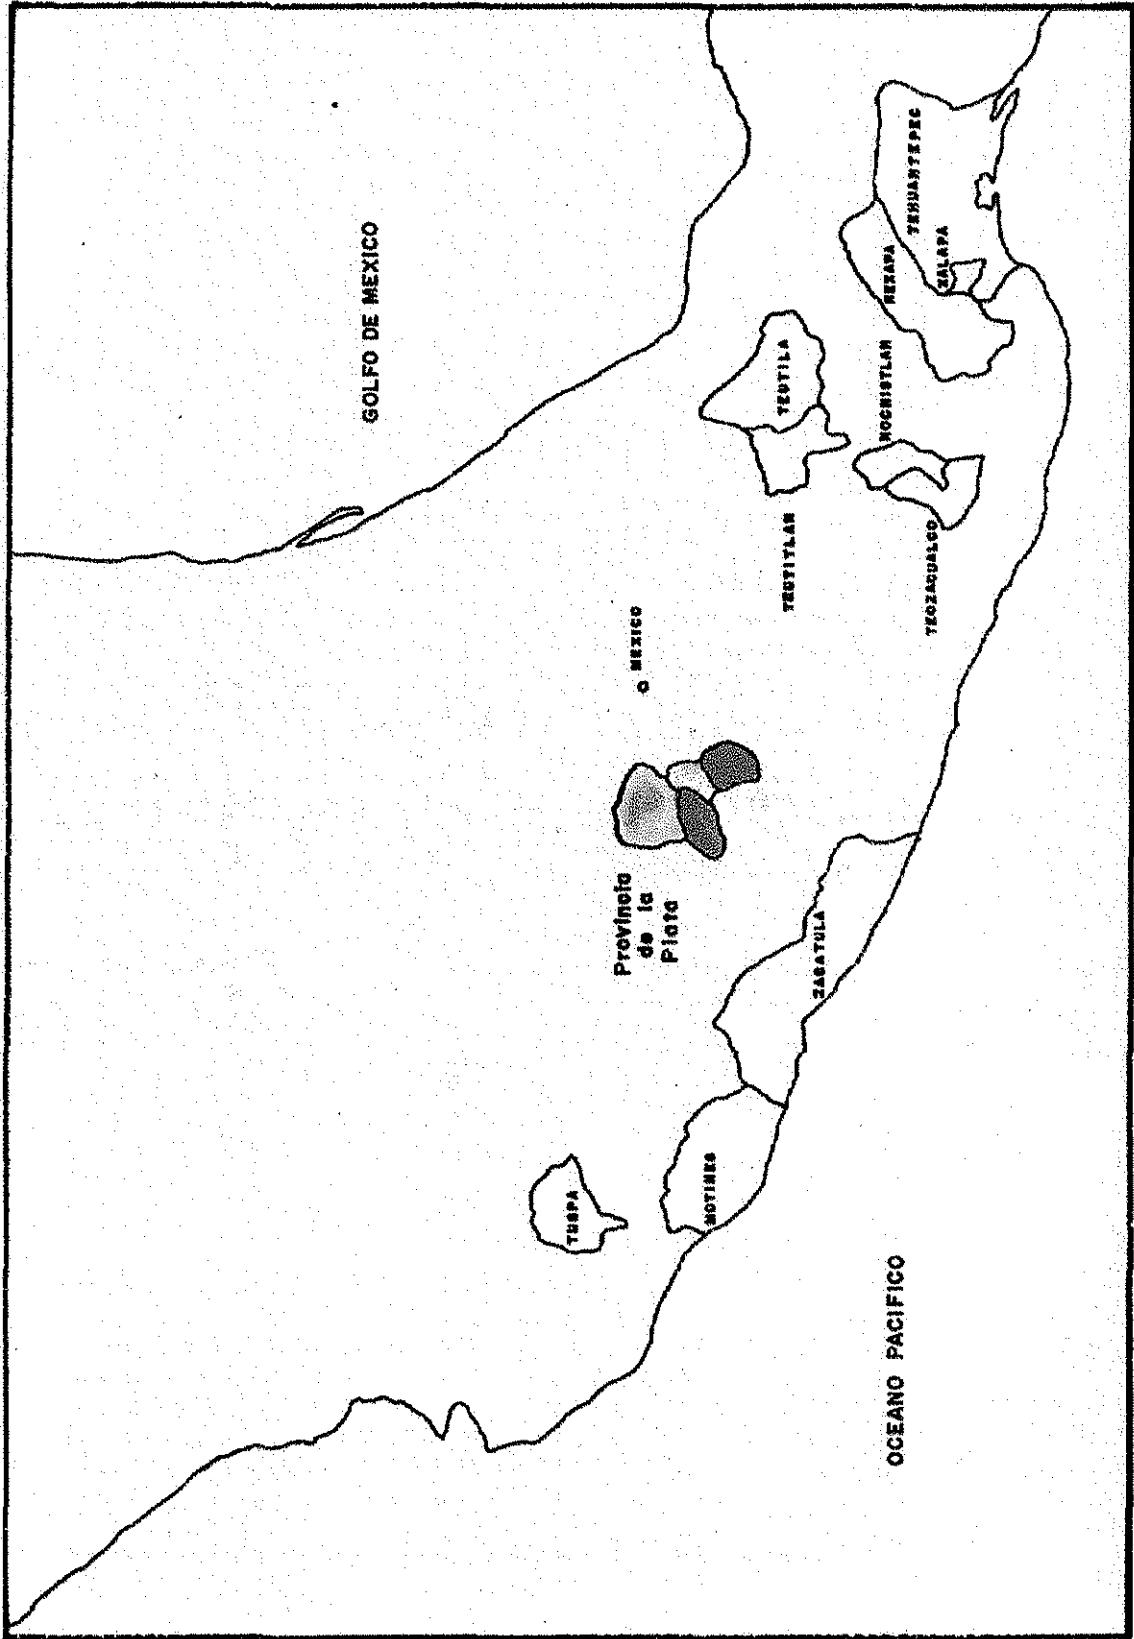 GOLFO DE MEXICO
TUSPA
Provincia
de la
Plata
MEXICO
MOTINES
TEUTILA
TEUTITLAN
ZACATULA
NOCHISTLAN
NEXAPA
OCEANO PACIFICO
TEHUANTEPEC
TEOZACUALCO
XALAPA